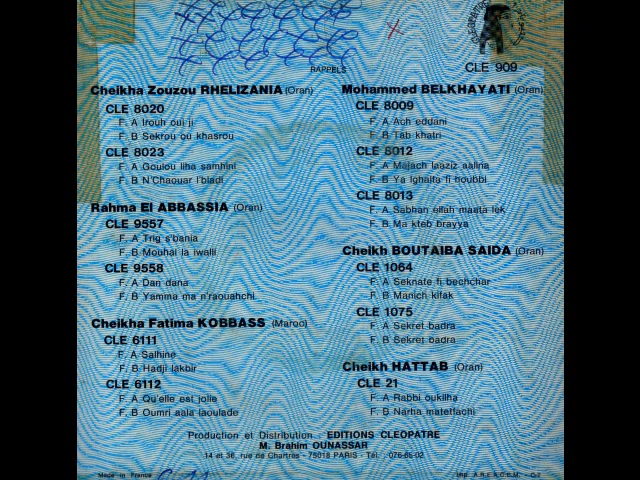 RAPPELS
CLE 909
Cheikha Zouzou RHELIZANIA (Oran)
CLE 8020
F. A Irouh oui ji
F. B Sekrou ou khasrou
CLE 8023
F. A Goulou liha samhini
F. B N'Chaouar l'bladi
Rahma El ABBASSIA (Oran)
CLE 9557
F. A Trig s'bania
F. B Mouhal la iwalli
CLE 9558
F. A Dan dana
F. B Yamma ma n'raouahchi
Cheikha Fatima KOBBASS (Maroc)
CLE 6111
F. A Salhine
F. B Hadji lakbir
CLE 6112
F. A Qu'elle est jolie
F. B Oumri aala laoulade
Mohammed BELKHAYATI (Oran)
CLE 8009
F. A Ach eddani
F. B Tab khatri
CLE 8012
F. A Majach laaziz aalina
F. B Ya lghaita fi houbbi
CLE 8013
F. A Sabhan ellah maata lek
F. B Ma kteb brayya
Cheikh BOUTAIBA SAIDA (Oran)
CLE 1064
F. A Seknate fi bechchar
F. B Manich kifak
CLE 1075
F. A Sekret badra
F. B Sekret badra
Cheikh HATTAB (Oran)
CLE 21
F. A Rabbi oukilha
F. B Narha matetfachi
Production et Distribution : EDITIONS CLEOPATRE
M. Brahim OUNASSAR
14 et 36, rue de Chartres - 75018 PARIS - Tél. : 076-86-02
Made in France